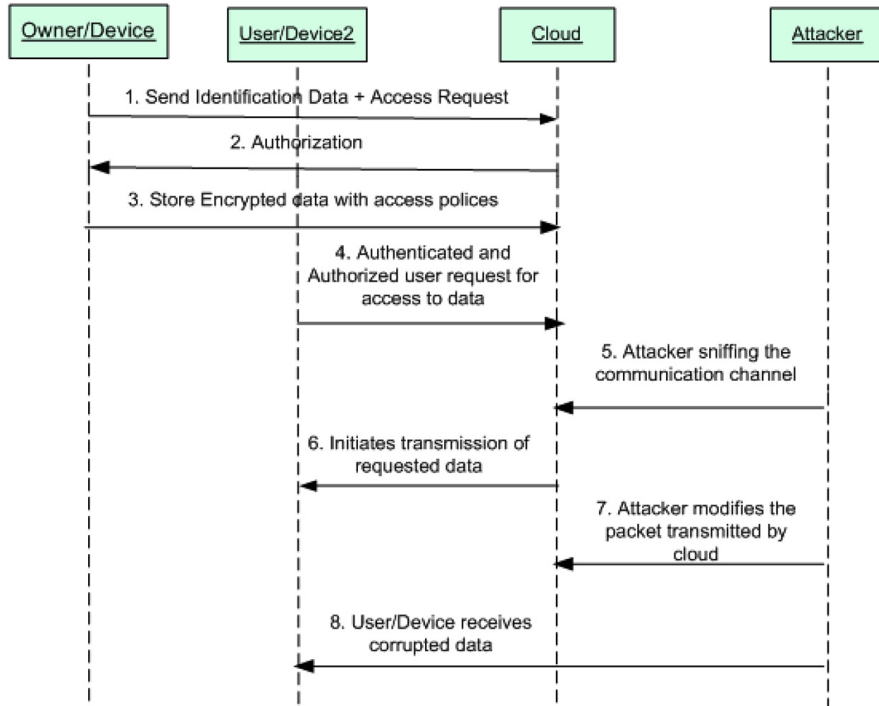 Owner/Device
User/Device2
Cloud
Attacker
1. Send Identification Data + Access Request
2. Authorization
3. Store Encrypted data with access polices
4. Authenticated and
Authorized user request for
access to data
5. Attacker sniffing the
communication channel
6. Initiates transmission of
requested data
7. Attacker modifies the
packet transmitted by
cloud
8. User/Device receives
corrupted data